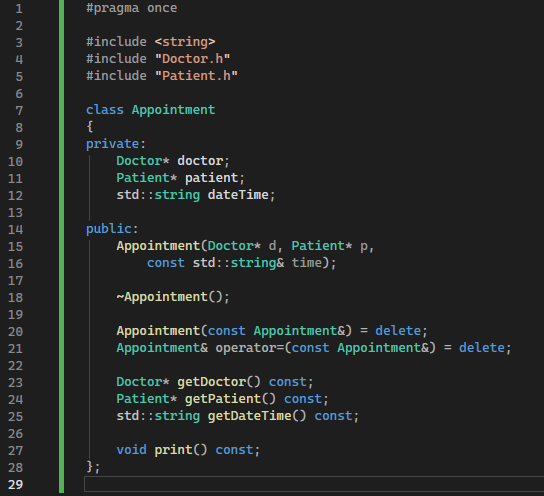 1 #pragma once
2
3 #include <string>
4 #include "Doctor.h"
5 #include "Patient.h"
6
7 class Appointment
8 {
9 private:
10     Doctor* doctor;
11     Patient* patient;
12     std::string dateTime;
13
14 public:
15     Appointment(Doctor* d, Patient* p,
16         const std::string& time);
17
18     ~Appointment();
19
20     Appointment(const Appointment&) = delete;
21     Appointment& operator=(const Appointment&) = delete;
22
23     Doctor* getDoctor() const;
24     Patient* getPatient() const;
25     std::string getDateTime() const;
26
27     void print() const;
28 };
29